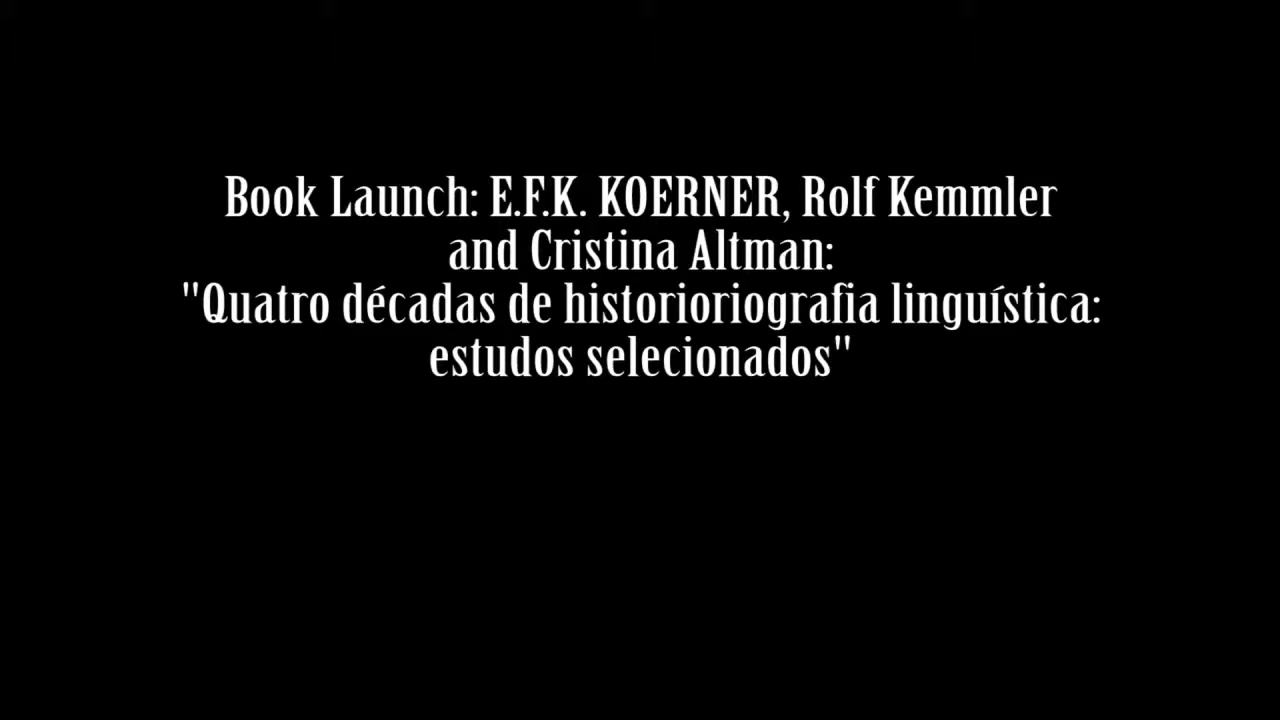 Book Launch: E.F.K. KOERNER, Rolf Kemmler
and Cristina Altman:
"Quatro décadas de historioriografia linguística:
estudos selecionados"